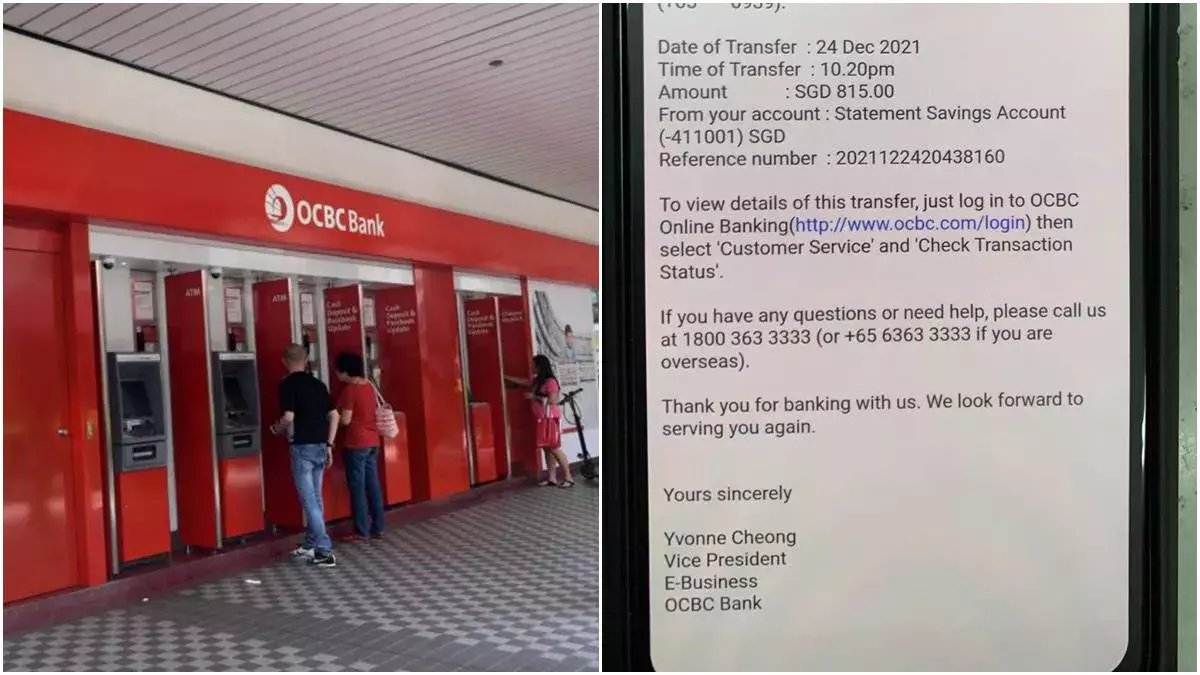 OCBC Bank
ATM
ATM
Cash
Deposit &
Passbook
Update
Cash
Deposit &
Passbook
Update
Cash
Deposit &
Passbook
Update
Date of Transfer : 24 Dec 2021
Time of Transfer : 10.20pm
Amount : SGD 815.00
From your account : Statement Savings Account
(-411001) SGD
Reference number : 2021122420438160
To view details of this transfer, just log in to OCBC
Online Banking(http://www.ocbc.com/login) then
select 'Customer Service' and 'Check Transaction
Status'.
If you have any questions or need help, please call us
at 1800 363 3333 (or +65 6363 3333 if you are
overseas).
Thank you for banking with us. We look forward to
serving you again.
Yours sincerely
Yvonne Cheong
Vice President
E-Business
OCBC Bank